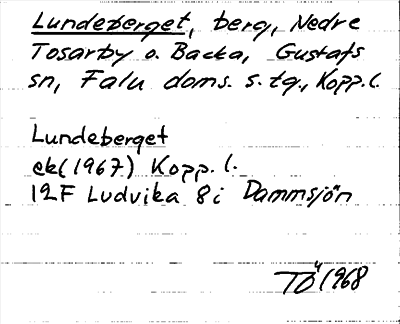 Lundeberget, berg, Nedre
Tosarby o. Backa, Gustafs
sn, Falu doms. s. tg., Kopp. l.
Lundeberget
ek (1967) Kopp. l.
12F Ludvika 8i Dammsjön
TÖ 1968